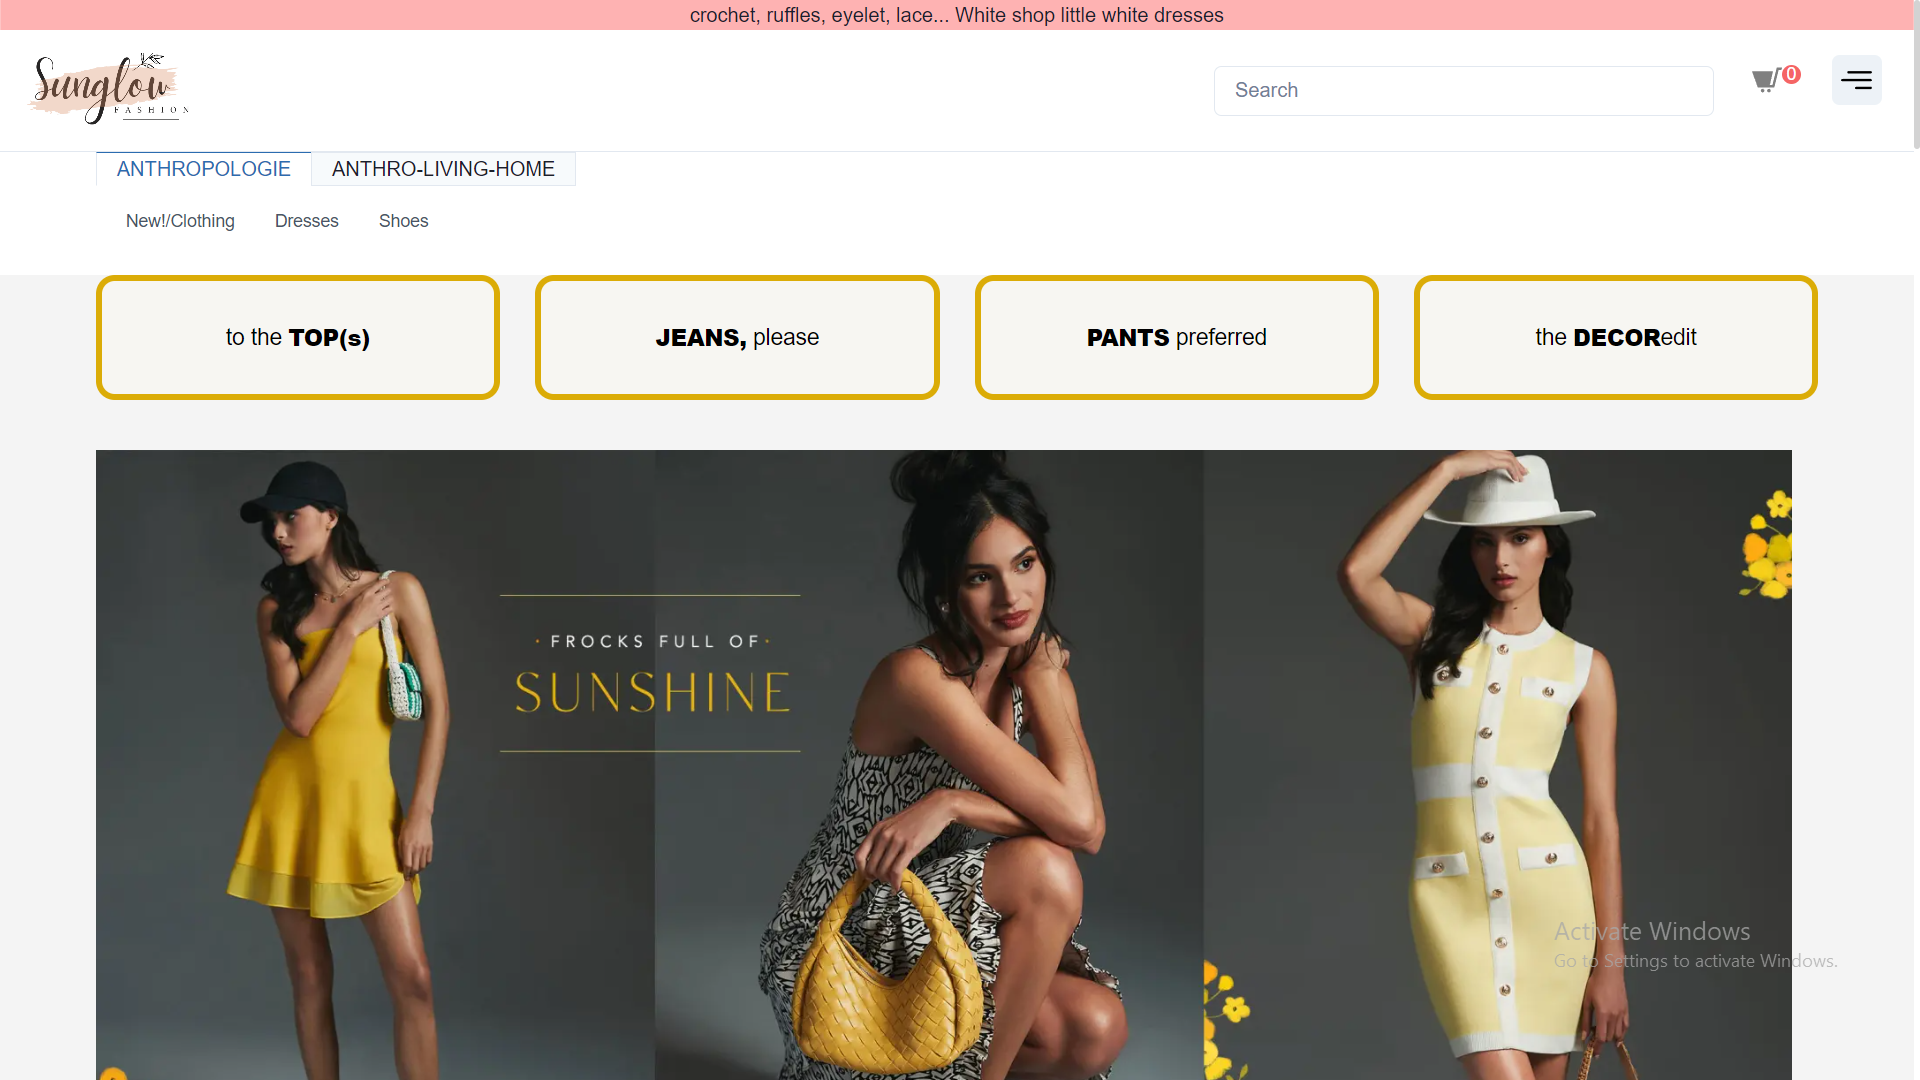 crochet, ruffles, eyelet, lace... White shop little white dresses
Sunglow
FASHION
Search
0
ANTHROPOLOGIE
ANTHRO-LIVING-HOME
New!/Clothing
Dresses
Shoes
to the TOP(s)
JEANS, please
PANTS preferred
the DECORedit
· FROCKS FULL OF ·
SUNSHINE
Activate Windows
Go to Settings to activate Windows.